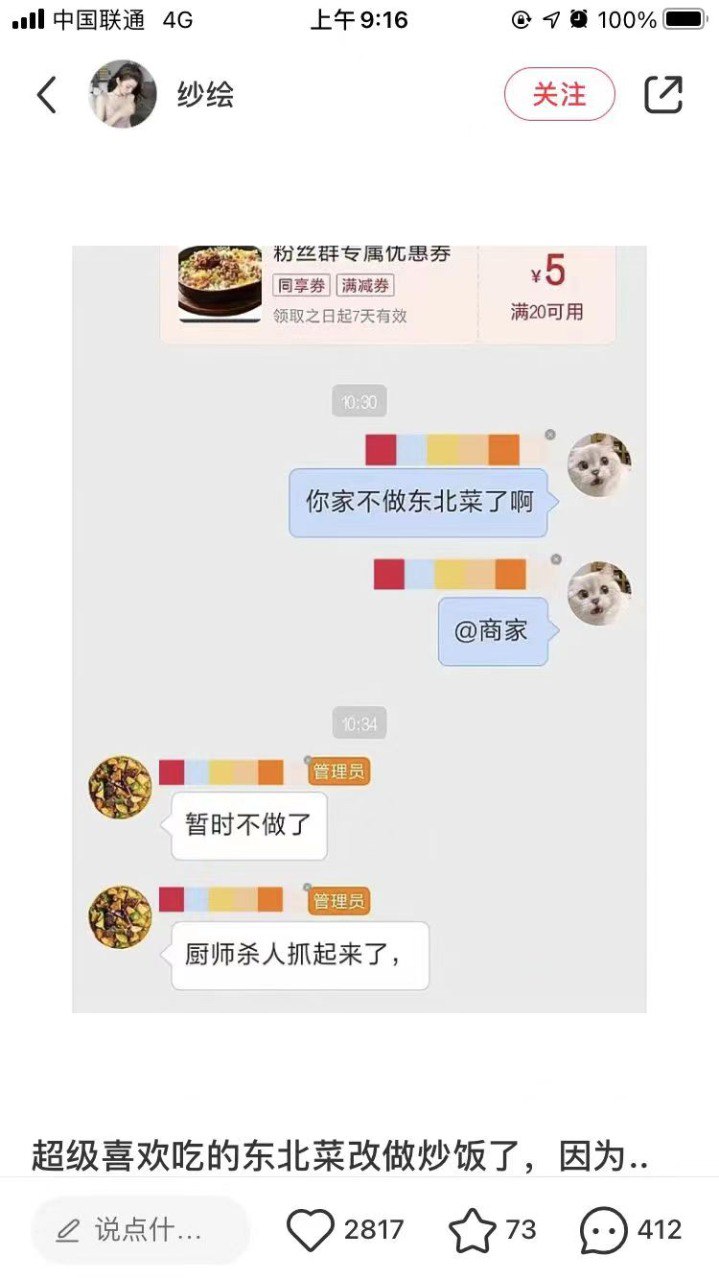 中国联通 4G 上午9:16 100%
纱绘 关注
粉丝群专属优惠券
同享券 满减券
领取之日起7天有效
¥5
满20可用
10:30
你家不做东北菜了啊
@商家
10:34
管理员
暂时不做了
管理员
厨师杀人抓起来了，
超级喜欢吃的东北菜改做炒饭了，因为..
说点什... 2817 73 412